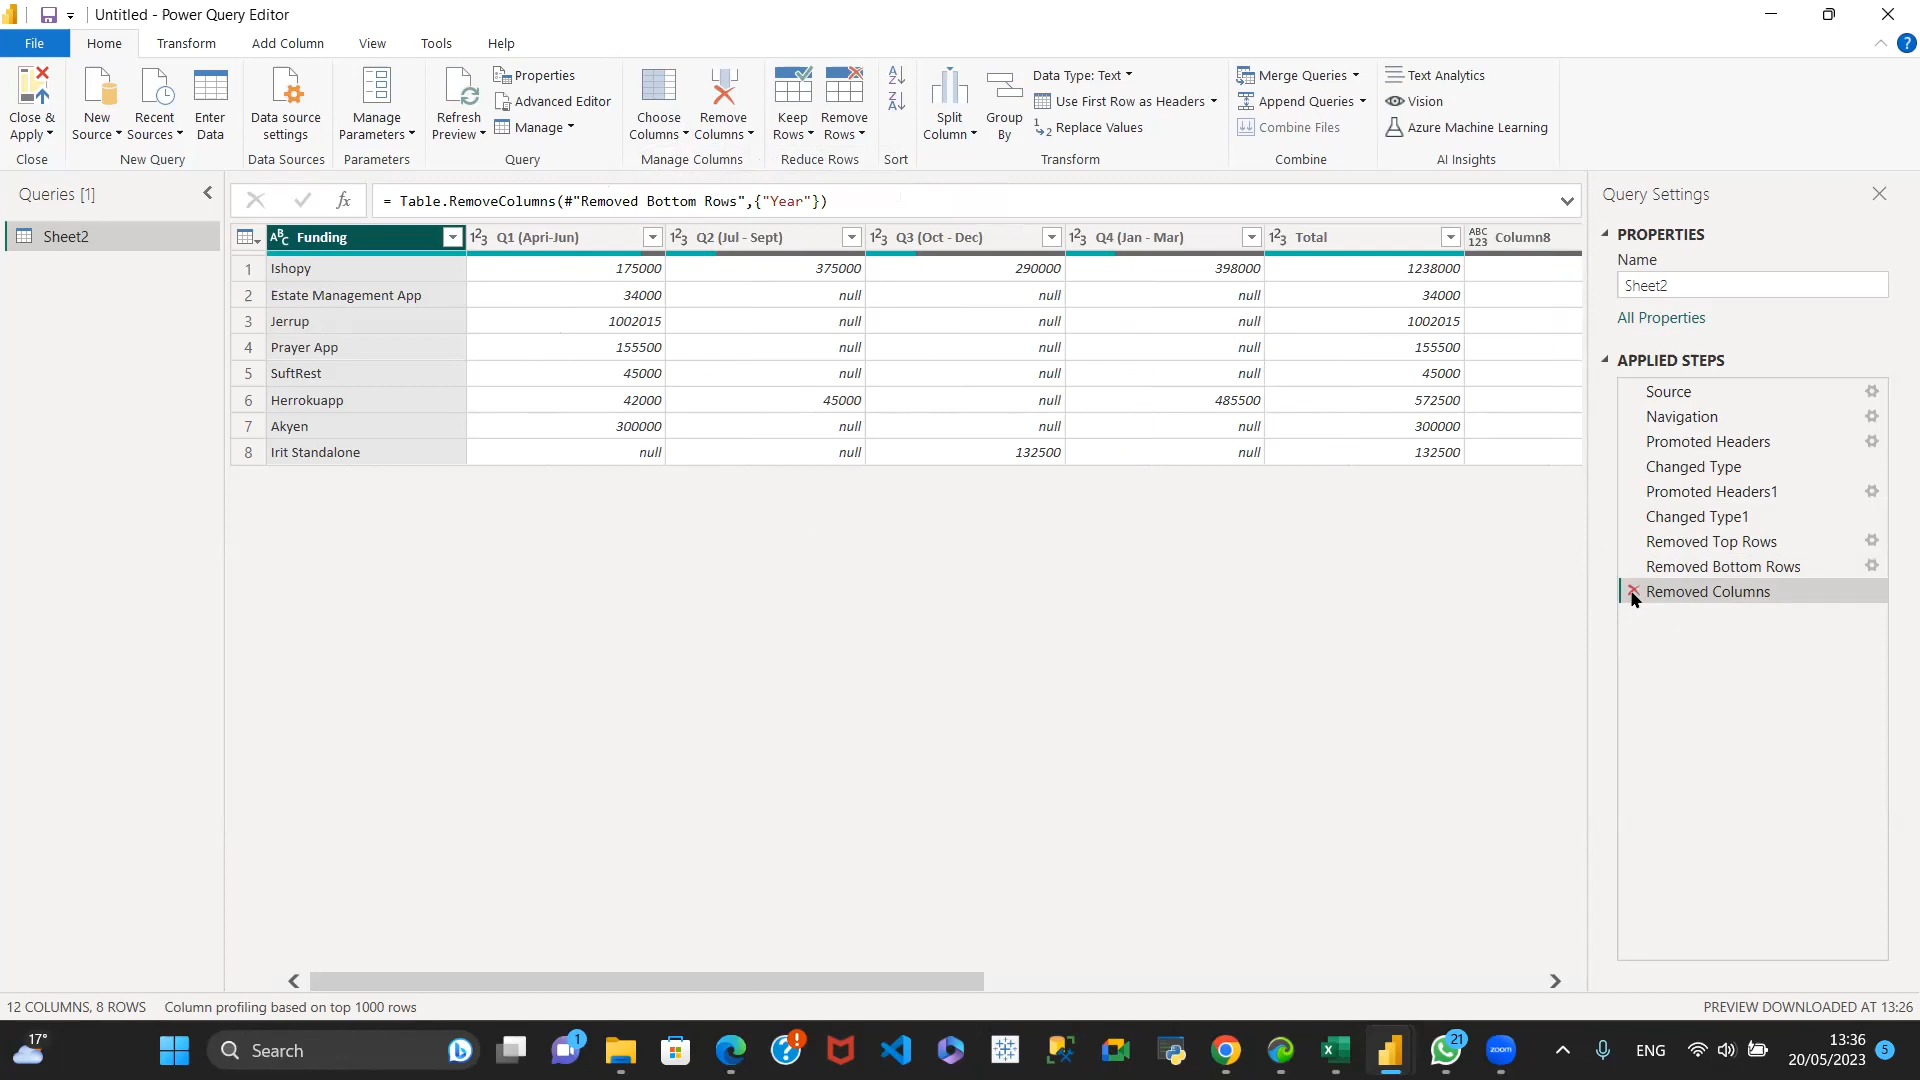 Untitled - Power Query Editor
File Home Transform Add Column View Tools Help
Close & Apply
New Source
Recent Sources
Enter Data
Data source settings
Manage Parameters
Refresh Preview
Properties
Advanced Editor
Manage
Choose Columns
Remove Columns
Keep Rows
Remove Rows
Split Column
Group By
Data Type: Text
Use First Row as Headers
Replace Values
Merge Queries
Append Queries
Combine Files
Text Analytics
Vision
Azure Machine Learning
Close New Query Data Sources Parameters Query Manage Columns Reduce Rows Sort Transform Combine AI Insights
Queries [1]
Sheet2
= Table.RemoveColumns(#"Removed Bottom Rows",{"Year"})
Funding Q1 (Apri-Jun) Q2 (Jul - Sept) Q3 (Oct - Dec) Q4 (Jan - Mar) Total Column8
1 Ishopy 175000 375000 290000 398000 1238000
2 Estate Management App 34000 null null null 34000
3 Jerrup 1002015 null null null 1002015
4 Prayer App 155500 null null null 155500
5 SuftRest 45000 null null null 45000
6 Herrokuapp 42000 45000 null 485500 572500
7 Akyen 300000 null null null 300000
8 Irit Standalone null null 132500 null 132500
Query Settings
PROPERTIES
Name
Sheet2
All Properties
APPLIED STEPS
Source
Navigation
Promoted Headers
Changed Type
Promoted Headers1
Changed Type1
Removed Top Rows
Removed Bottom Rows
Removed Columns
12 COLUMNS, 8 ROWS Column profiling based on top 1000 rows
PREVIEW DOWNLOADED AT 13:26
17°
Search
1
21
zoom
ENG
13:36
20/05/2023
5